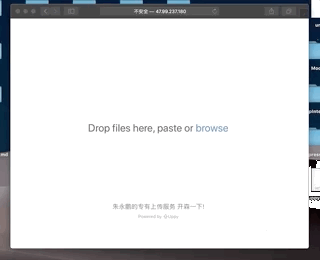 不安全 — 47.99.237.180
Drop files here, paste or browse
朱永鹏的专有上传服务 开森一下!
Powered by @Uppy